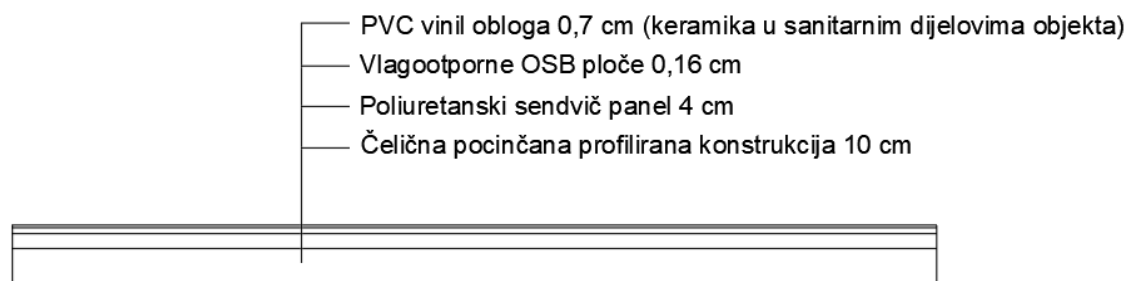 PVC vinil obloga 0,7 cm (keramika u sanitarnim dijelovima objekta)
Vlagootporne OSB ploče 0,16 cm
Poliuretanski sendvič panel 4 cm
Čelična pocinčana profilirana konstrukcija 10 cm